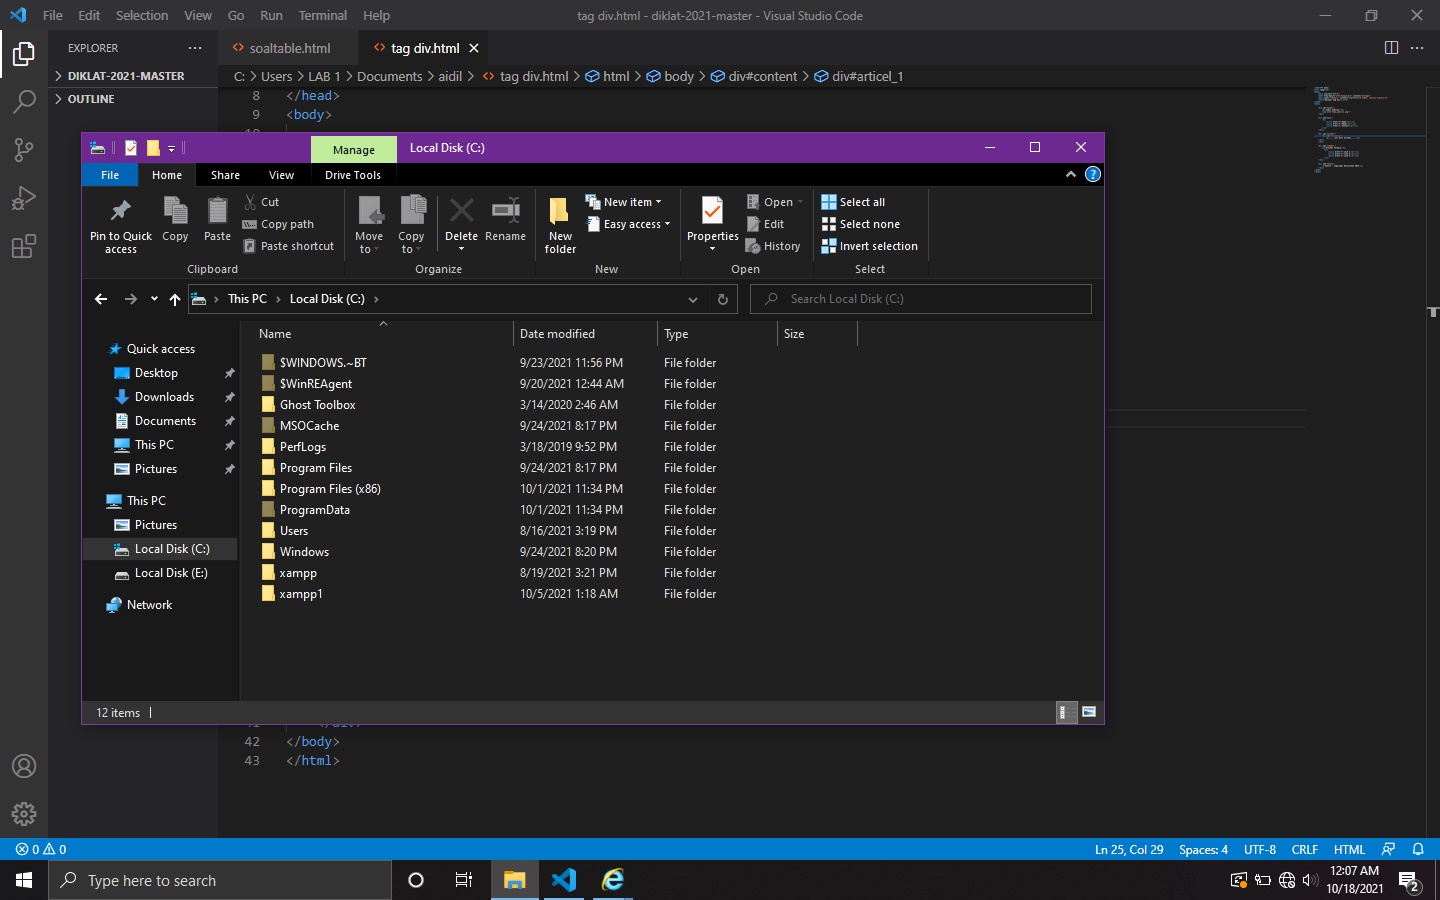 File Edit Selection View Go Run Terminal Help tag div.html - diklat-2021-master - Visual Studio Code
EXPLORER ··· soaltable.html tag div.html
DIKLAT-2021-MASTER C: > Users > LAB 1 > Documents > aidil > tag div.html > html > body > div#content > div#articel_1
OUTLINE
8 </head>
9 <body>
Manage Local Disk (C:)
File Home Share View Drive Tools
Pin to Quick access
Copy
Paste
Cut
Copy path
Paste shortcut
Clipboard
Move to
Copy to
Delete
Rename
Organize
New folder
New item
Easy access
New
Properties
Open
Edit
History
Open
Select all
Select none
Invert selection
Select
This PC > Local Disk (C:) > Search Local Disk (C:)
Quick access
Desktop
Downloads
Documents
This PC
Pictures
This PC
Pictures
Local Disk (C:)
Local Disk (E:)
Network
Name Date modified Type Size
$WINDOWS.~BT 9/23/2021 11:56 PM File folder
$WinREAgent 9/20/2021 12:44 AM File folder
Ghost Toolbox 3/14/2020 2:46 AM File folder
MSOCache 9/24/2021 8:17 PM File folder
PerfLogs 3/18/2019 9:52 PM File folder
Program Files 9/24/2021 8:17 PM File folder
Program Files (x86) 10/1/2021 11:34 PM File folder
ProgramData 10/1/2021 11:34 PM File folder
Users 8/16/2021 3:19 PM File folder
Windows 9/24/2021 8:20 PM File folder
xampp 8/19/2021 3:21 PM File folder
xampp1 10/5/2021 1:18 AM File folder
12 items
42 </body>
43 </html>
0 0 Ln 25, Col 29 Spaces: 4 UTF-8 CRLF HTML
Type here to search
12:07 AM
10/18/2021
2